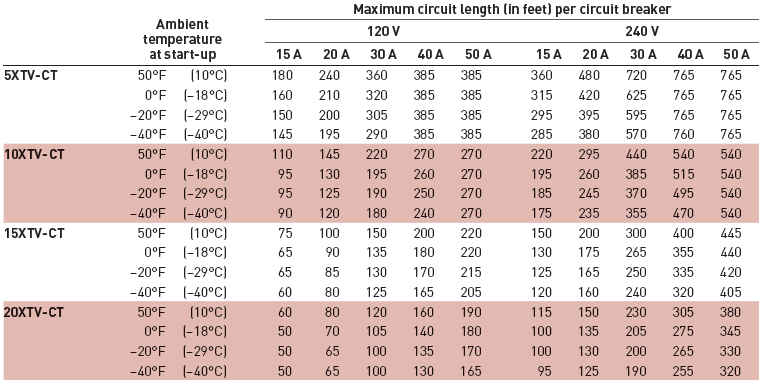 Maximum circuit length (in feet) per circuit breaker
Ambient temperature at start-up 120 V 240 V
15 A 20 A 30 A 40 A 50 A 15 A 20 A 30 A 40 A 50 A
5XTV-CT 50°F (10°C) 180 240 360 385 385 360 480 720 765 765
0°F (–18°C) 160 210 320 385 385 315 420 625 765 765
–20°F (–29°C) 150 200 305 385 385 295 395 595 765 765
–40°F (–40°C) 145 195 290 385 385 285 380 570 760 765
10XTV-CT 50°F (10°C) 110 145 220 270 270 220 295 440 540 540
0°F (–18°C) 95 130 195 260 270 195 260 385 515 540
–20°F (–29°C) 95 125 190 250 270 185 245 370 495 540
–40°F (–40°C) 90 120 180 240 270 175 235 355 470 540
15XTV-CT 50°F (10°C) 75 100 150 200 220 150 200 300 400 445
0°F (–18°C) 65 90 135 180 220 130 175 265 355 440
–20°F (–29°C) 65 85 130 170 215 125 165 250 335 420
–40°F (–40°C) 60 80 125 165 205 120 160 240 320 405
20XTV-CT 50°F (10°C) 60 80 120 160 190 115 150 230 305 380
0°F (–18°C) 50 70 105 140 180 100 135 205 275 345
–20°F (–29°C) 50 65 100 135 170 100 130 200 265 330
–40°F (–40°C) 50 65 100 130 165 95 125 190 255 320